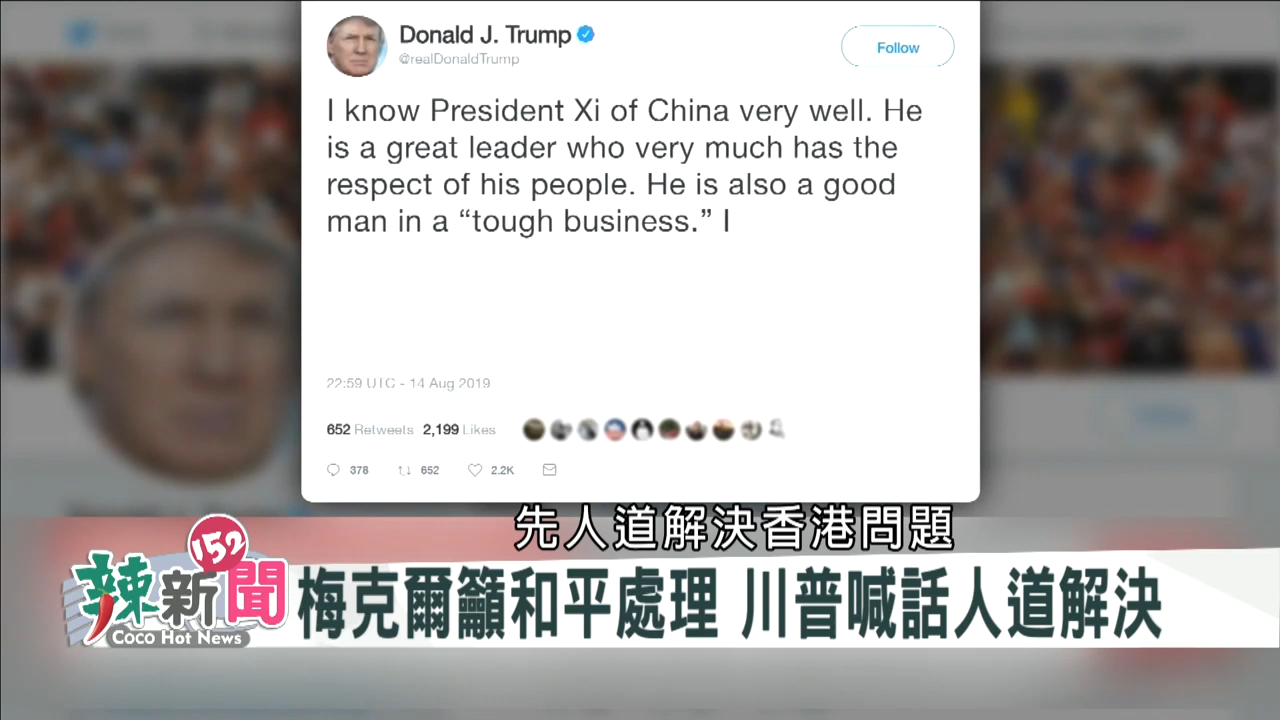 Donald J. Trump
@realDonaldTrump
Follow
I know President Xi of China very well. He
is a great leader who very much has the
respect of his people. He is also a good
man in a “tough business.” I
22:59 UTC - 14 Aug 2019
652 Retweets 2,199 Likes
378 652 2.2K
先人道解決香港問題
152
辣新聞
Coco Hot News
梅克爾籲和平處理 川普喊話人道解決